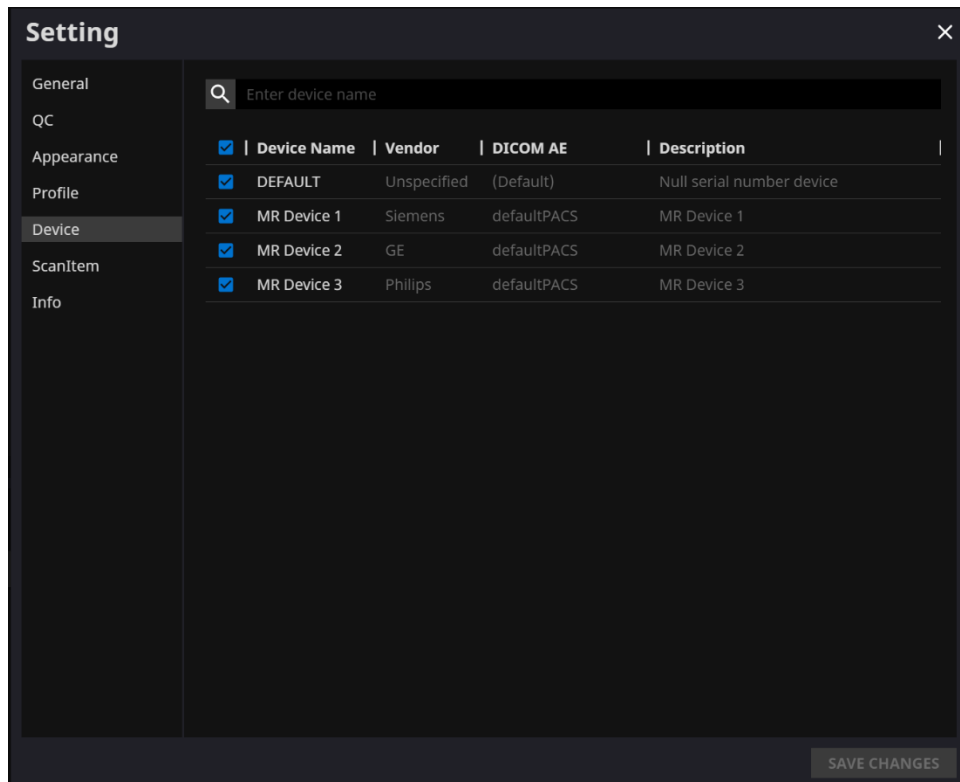 Setting
General
QC
Appearance
Profile
Device
ScanItem
Info
Enter device name
Device Name Vendor DICOM AE Description
DEFAULT Unspecified (Default) Null serial number device
MR Device 1 Siemens defaultPACS MR Device 1
MR Device 2 GE defaultPACS MR Device 2
MR Device 3 Philips defaultPACS MR Device 3
SAVE CHANGES